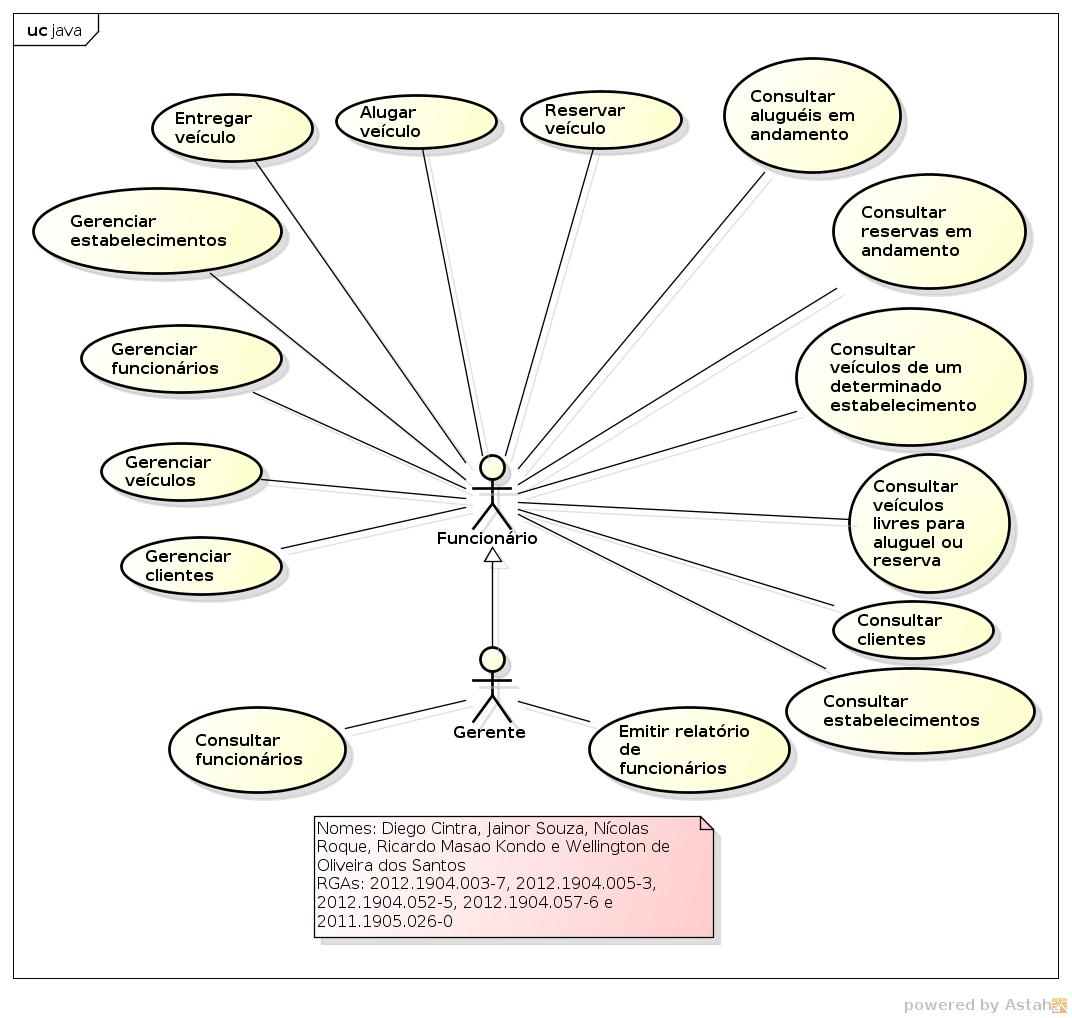 uc java
Entregar
veículo
Alugar
veículo
Reservar
veículo
Consultar
aluguéis em
andamento
Gerenciar
estabelecimentos
Consultar
reservas em
andamento
Gerenciar
funcionários
Consultar
veículos de um
determinado
estabelecimento
Gerenciar
veículos
Consultar
veículos
livres para
aluguel ou
reserva
Funcionário
Gerenciar
clientes
Consultar
clientes
Consultar
estabelecimentos
Gerente
Consultar
funcionários
Emitir relatório
de
funcionários
Nomes: Diego Cintra, Jainor Souza, Nícolas
Roque, Ricardo Masao Kondo e Wellington de
Oliveira dos Santos
RGAs: 2012.1904.003-7, 2012.1904.005-3,
2012.1904.052-5, 2012.1904.057-6 e
2011.1905.026-0
powered by Astah